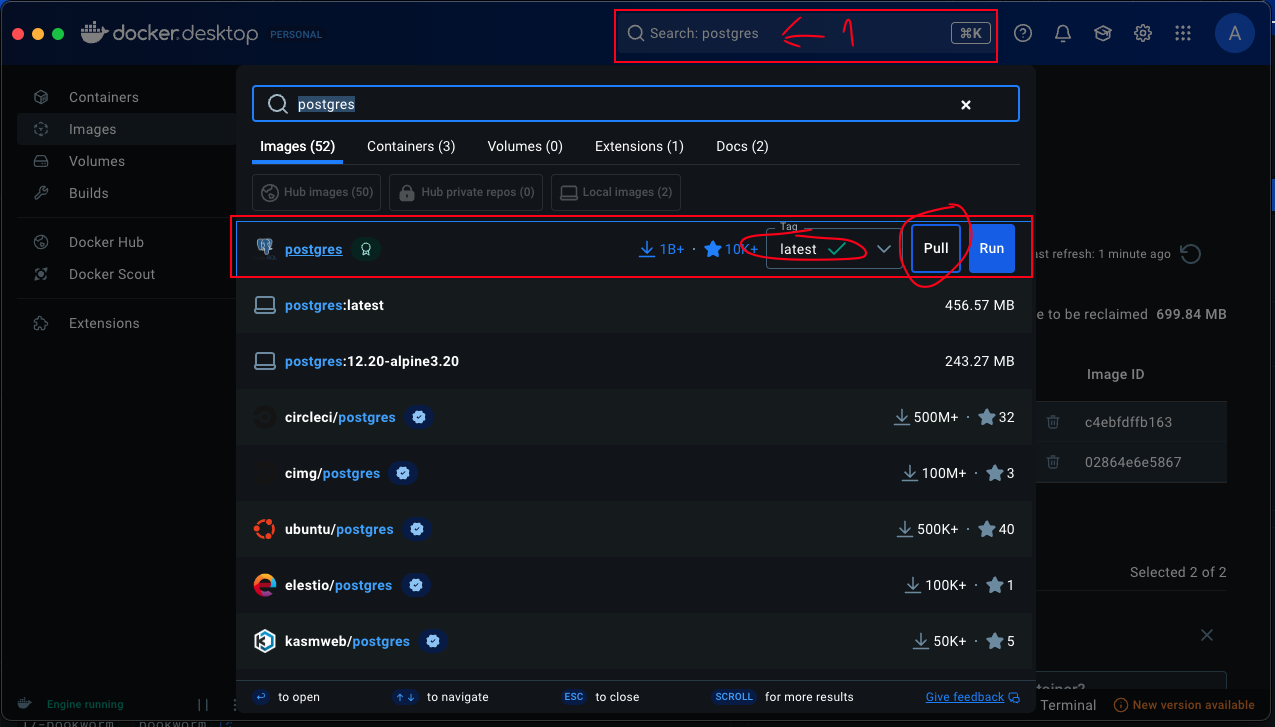 docker desktop PERSONAL
Search: postgres ⌘K
1
A
Containers
Images
Volumes
Builds
Docker Hub
Docker Scout
Extensions
postgres
Images (52) Containers (3) Volumes (0) Extensions (1) Docs (2)
Hub images (50) Hub private repos (0) Local images (2)
Tag
postgres 1B+ · 10K+ latest Pull Run
postgres:latest 456.57 MB
postgres:12.20-alpine3.20 243.27 MB
circleci/postgres 500M+ · 32
cimg/postgres 100M+ · 3
ubuntu/postgres 500K+ · 40
elestio/postgres 100K+ · 1
kasmweb/postgres 50K+ · 5
to open to navigate ESC to close SCROLL for more results Give feedback
ast refresh: 1 minute ago
e to be reclaimed 699.84 MB
Image ID
c4ebfdffb163
02864e6e5867
Selected 2 of 2
Engine running
Terminal New version available